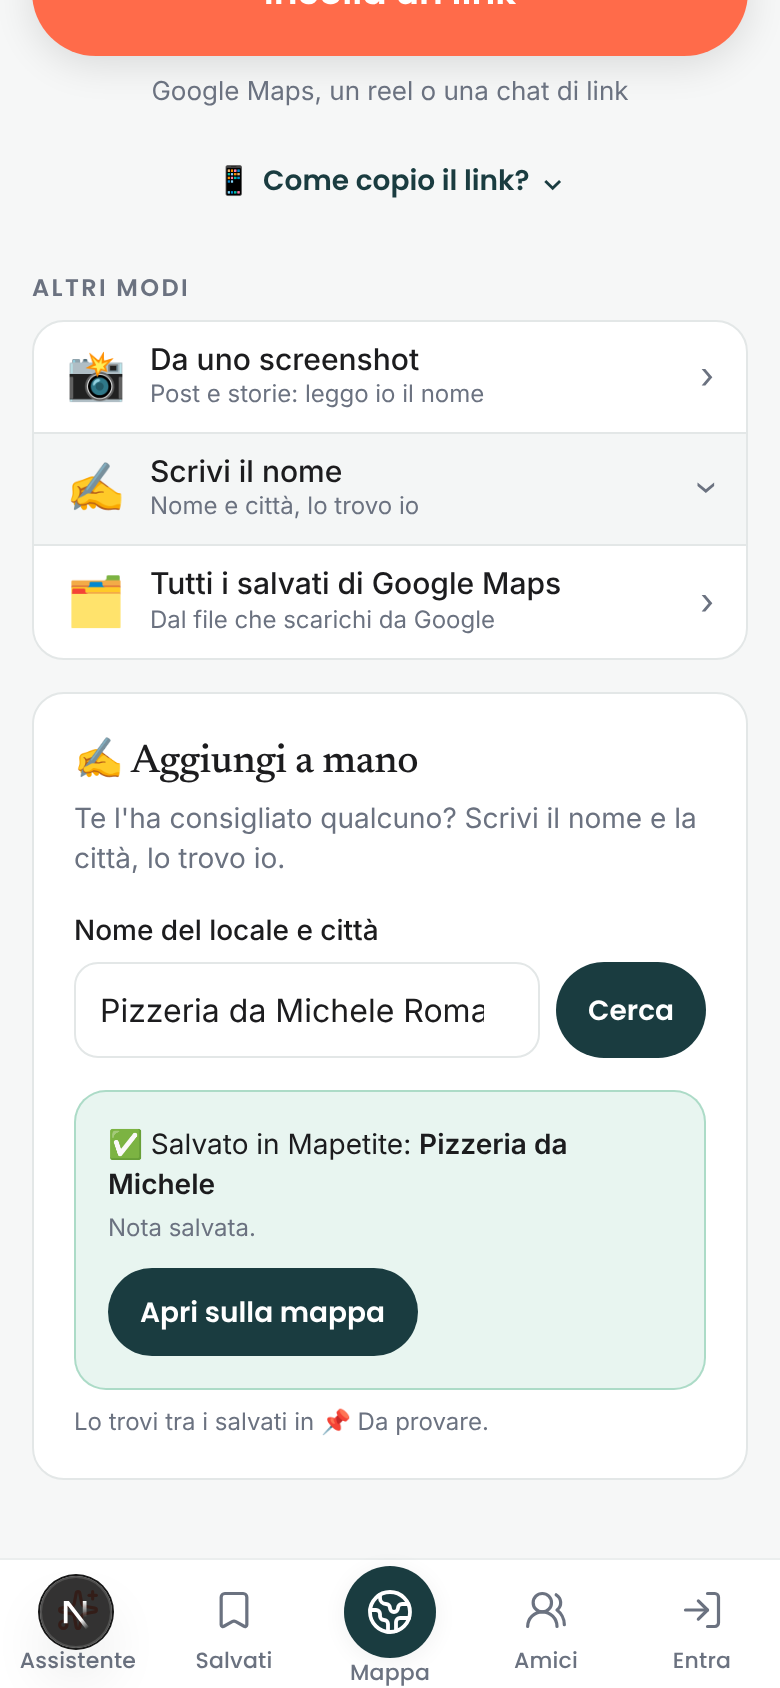 Incolla un link
Google Maps, un reel o una chat di link
Come copio il link?
ALTRI MODI
Da uno screenshot
Post e storie: leggo io il nome
Scrivi il nome
Nome e città, lo trovo io
Tutti i salvati di Google Maps
Dal file che scarichi da Google
Aggiungi a mano
Te l'ha consigliato qualcuno? Scrivi il nome e la
città, lo trovo io.
Nome del locale e città
Pizzeria da Michele Roma
Cerca
Salvato in Mapetite: Pizzeria da
Michele
Nota salvata.
Apri sulla mappa
Lo trovi tra i salvati in 📌 Da provare.
N
Assistente
Salvati
Mappa
Amici
Entra